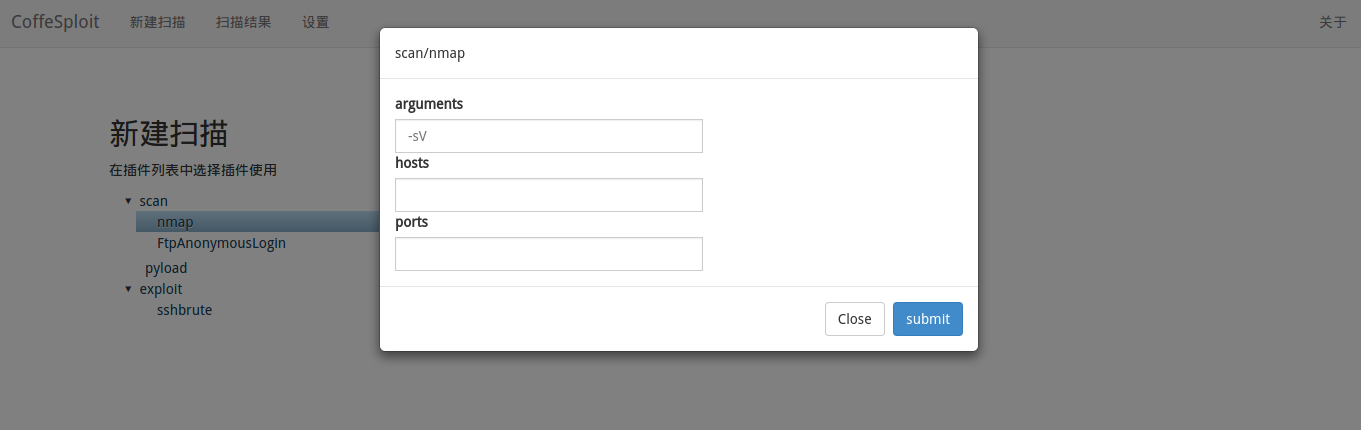 CoffeSploit 新建扫描 扫描结果 设置 关于
scan/nmap
arguments
-sV
hosts
ports
Close submit
新建扫描
在插件列表中选择插件使用
▾ scan
nmap
FtpAnonymousLogin
pyload
▾ exploit
sshbrute